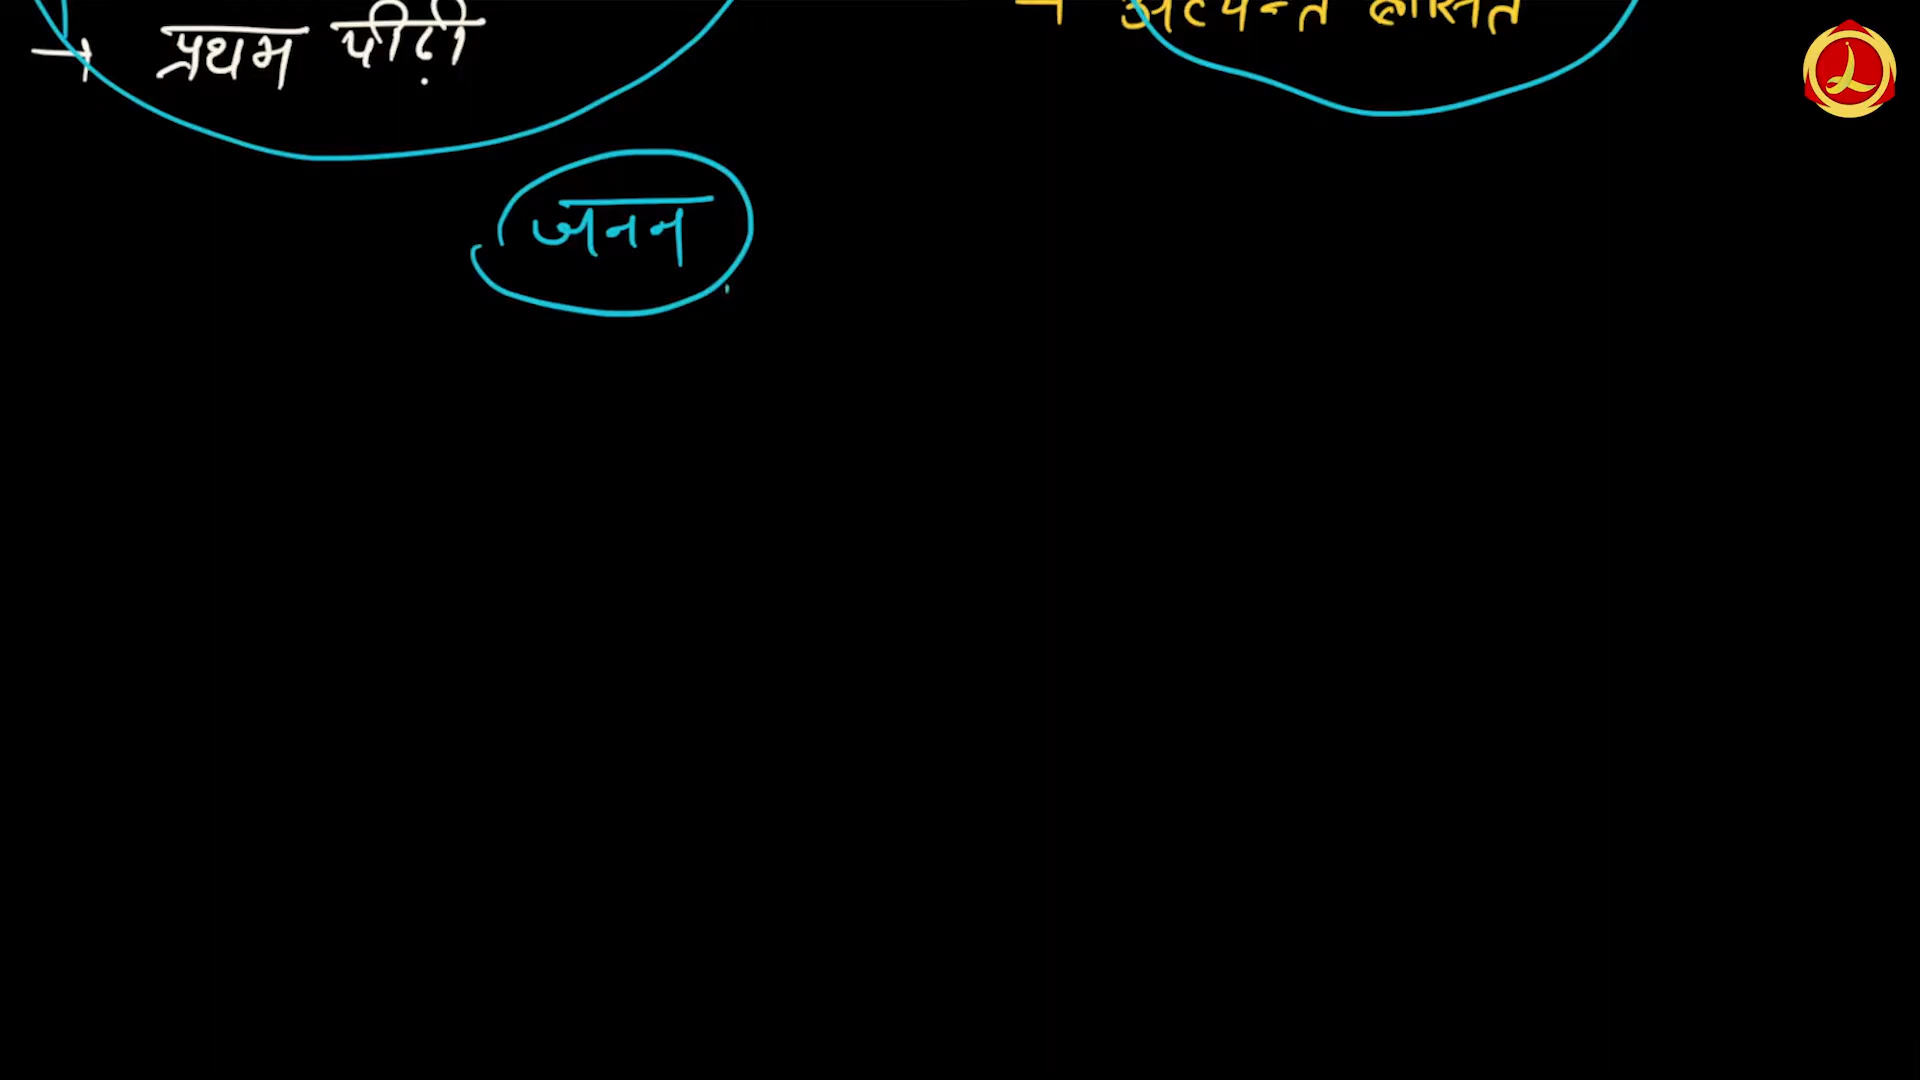 → प्रथम पीढ़ी
→ अत्यन्त ह्रासित
जनन